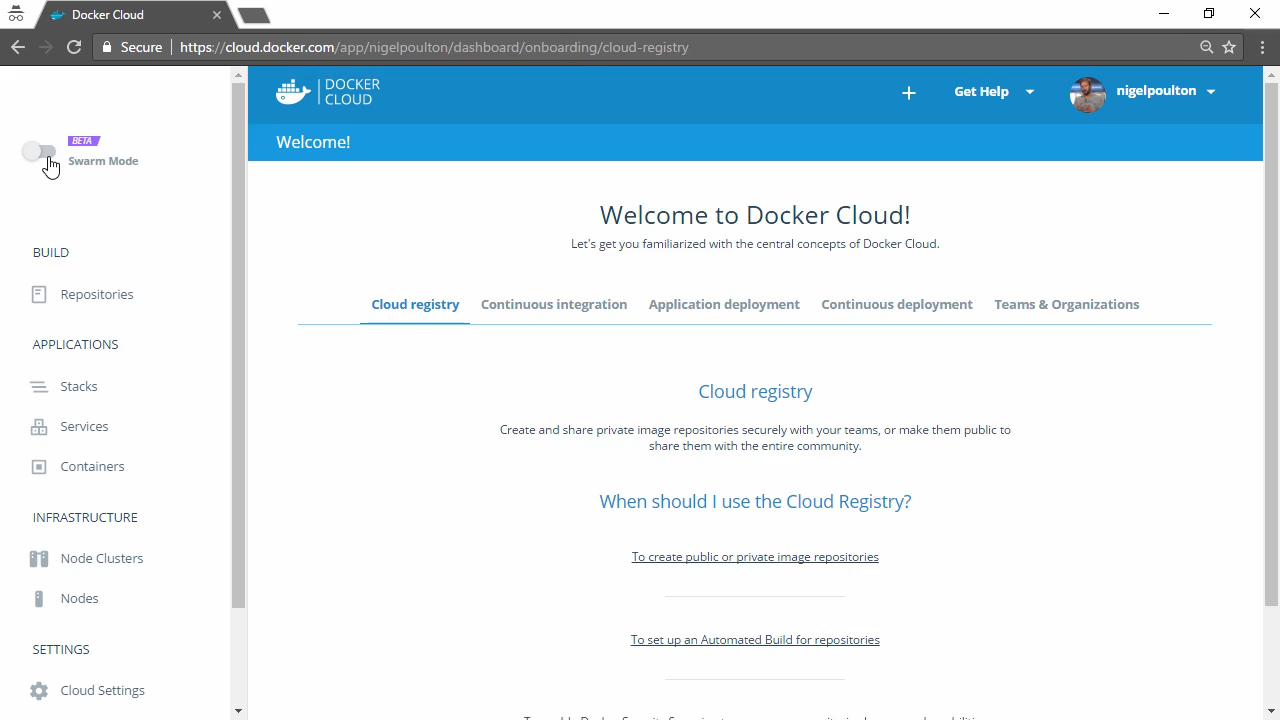 Docker Cloud
Secure
https://cloud.docker.com/app/nigelpoulton/dashboard/onboarding/cloud-registry
BETA
Swarm Mode
BUILD
Repositories
APPLICATIONS
Stacks
Services
Containers
INFRASTRUCTURE
Node Clusters
Nodes
SETTINGS
Cloud Settings
DOCKER
CLOUD
Get Help
nigelpoulton
Welcome!
Welcome to Docker Cloud!
Let's get you familiarized with the central concepts of Docker Cloud.
Cloud registry
Continuous integration
Application deployment
Continuous deployment
Teams & Organizations
Cloud registry
Create and share private image repositories securely with your teams, or make them public to
share them with the entire community.
When should I use the Cloud Registry?
To create public or private image repositories
To set up an Automated Build for repositories